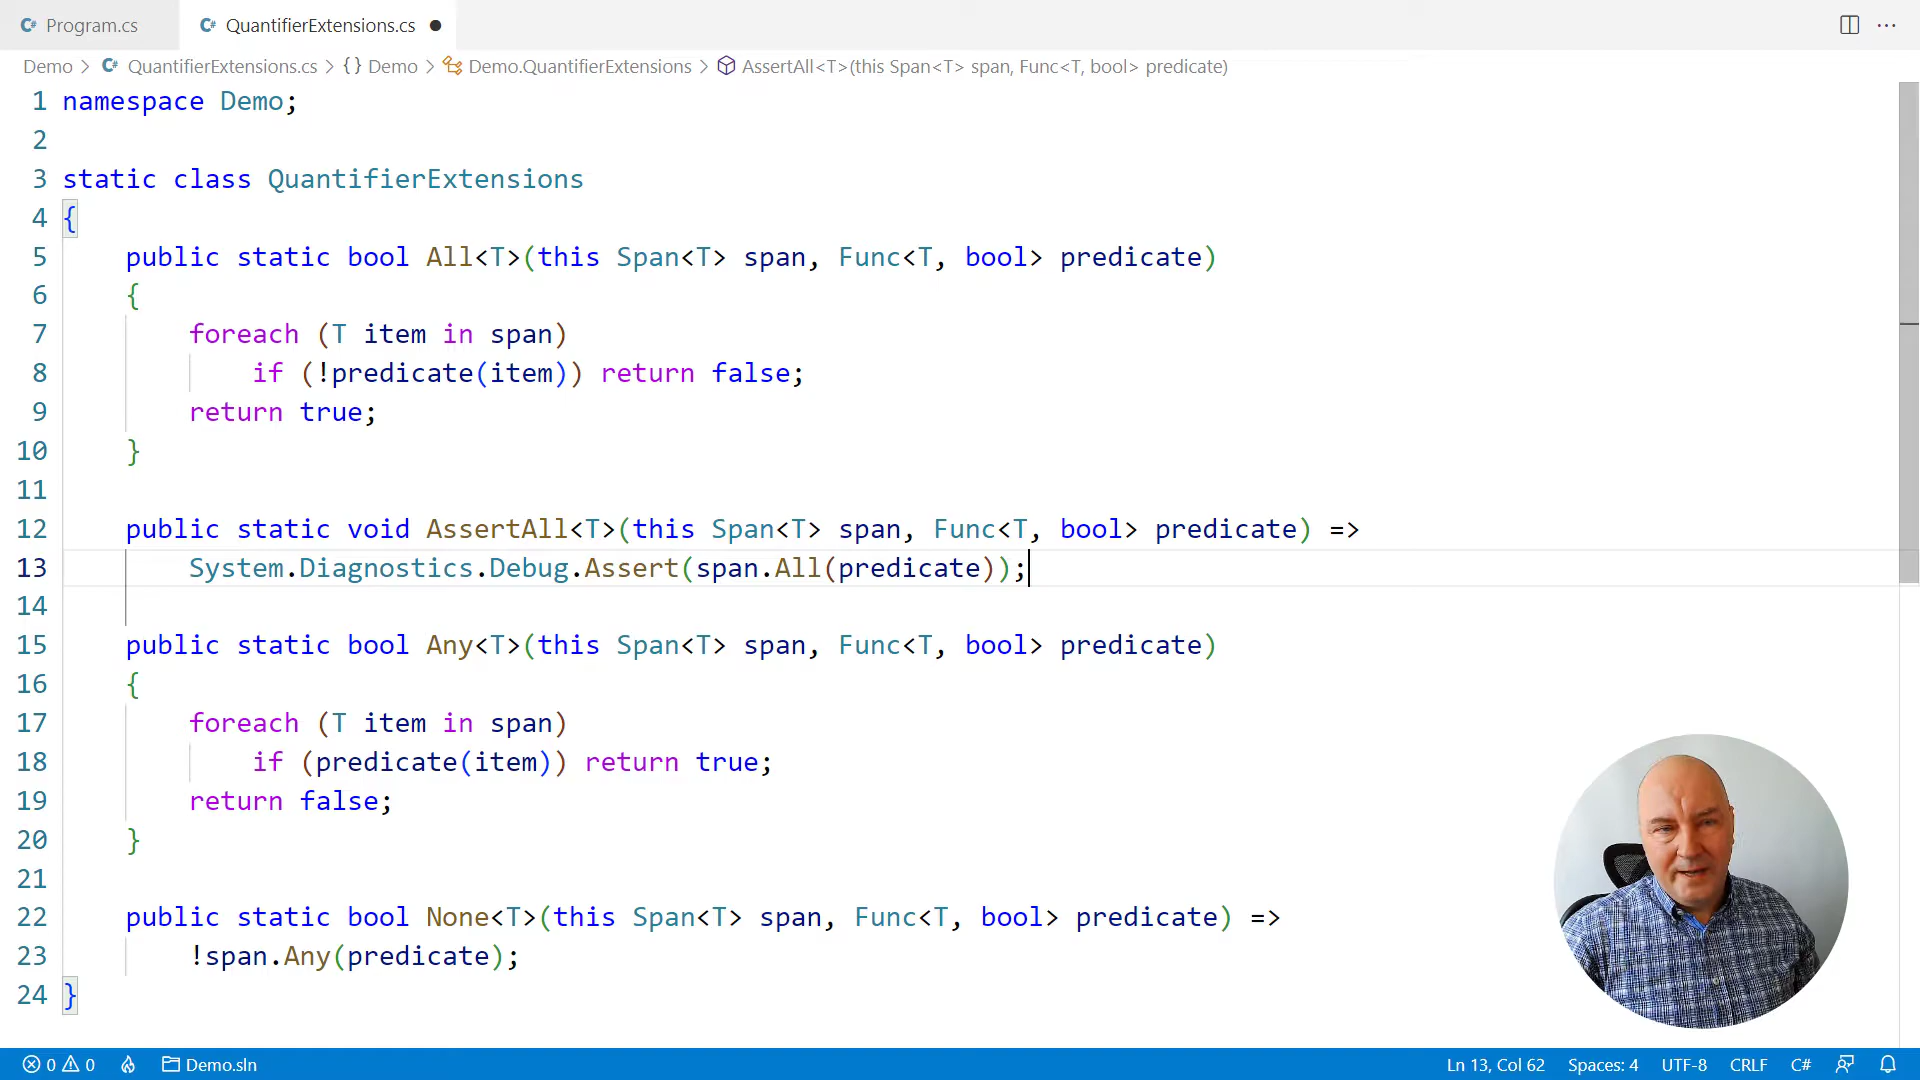 Program.cs QuantifierExtensions.cs
Demo > QuantifierExtensions.cs > {} Demo > Demo.QuantifierExtensions > AssertAll<T>(this Span<T> span, Func<T, bool> predicate)
1 namespace Demo;
2
3 static class QuantifierExtensions
4 {
5     public static bool All<T>(this Span<T> span, Func<T, bool> predicate)
6     {
7         foreach (T item in span)
8             if (!predicate(item)) return false;
9         return true;
10     }
11
12     public static void AssertAll<T>(this Span<T> span, Func<T, bool> predicate) =>
13         System.Diagnostics.Debug.Assert(span.All(predicate));
14
15     public static bool Any<T>(this Span<T> span, Func<T, bool> predicate)
16     {
17         foreach (T item in span)
18             if (predicate(item)) return true;
19         return false;
20     }
21
22     public static bool None<T>(this Span<T> span, Func<T, bool> predicate) =>
23         !span.Any(predicate);
24 }
0 0 Demo.sln Ln 13, Col 62 Spaces: 4 UTF-8 CRLF C#